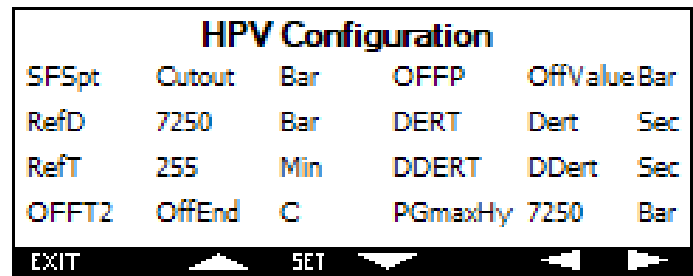 HPV Configuration
SFSpt Cutout Bar OFFP OffValue Bar
RefD 7250 Bar DERT Dert Sec
RefT 255 Min DDERT DDert Sec
OFFT2 OffEnd C PGmaxHy 7250 Bar
EXIT SET